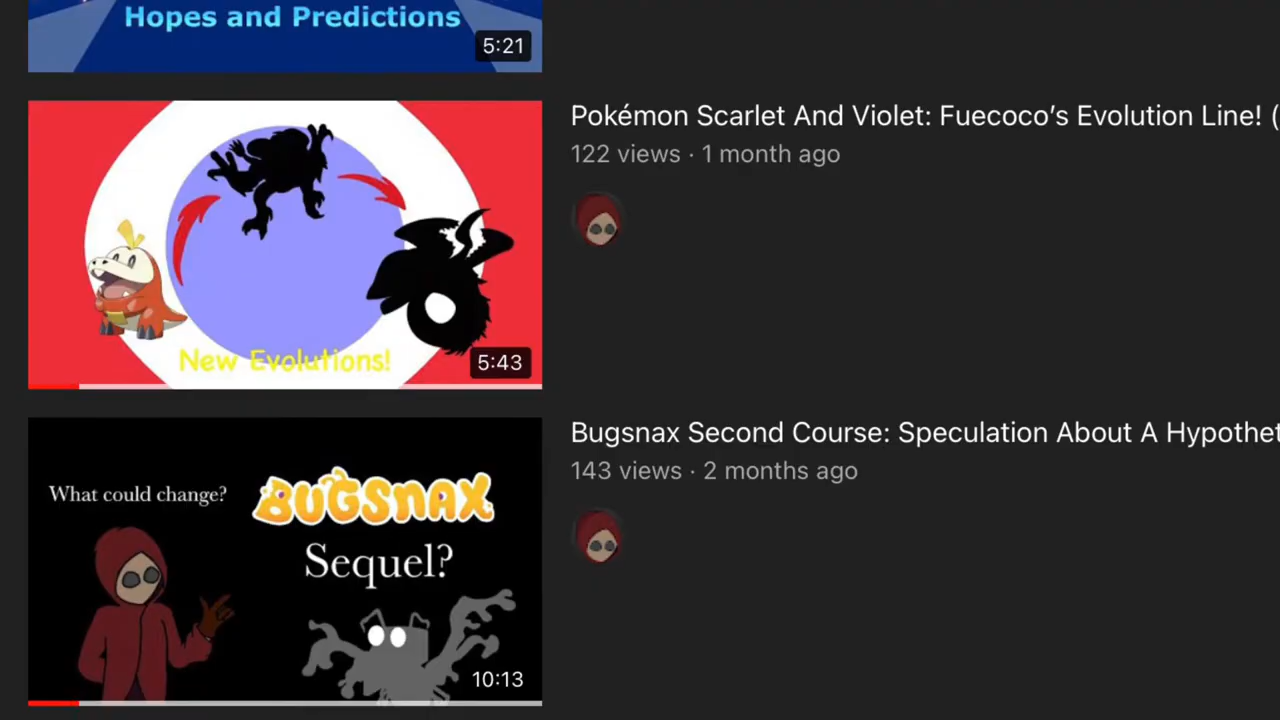 Hopes and Predictions
5:21
Pokémon Scarlet And Violet: Fuecoco’s Evolution Line! (
122 views · 1 month ago
New Evolutions!
5:43
Bugsnax Second Course: Speculation About A Hypothet
143 views · 2 months ago
What could change?
BUGSNAX
Sequel?
10:13